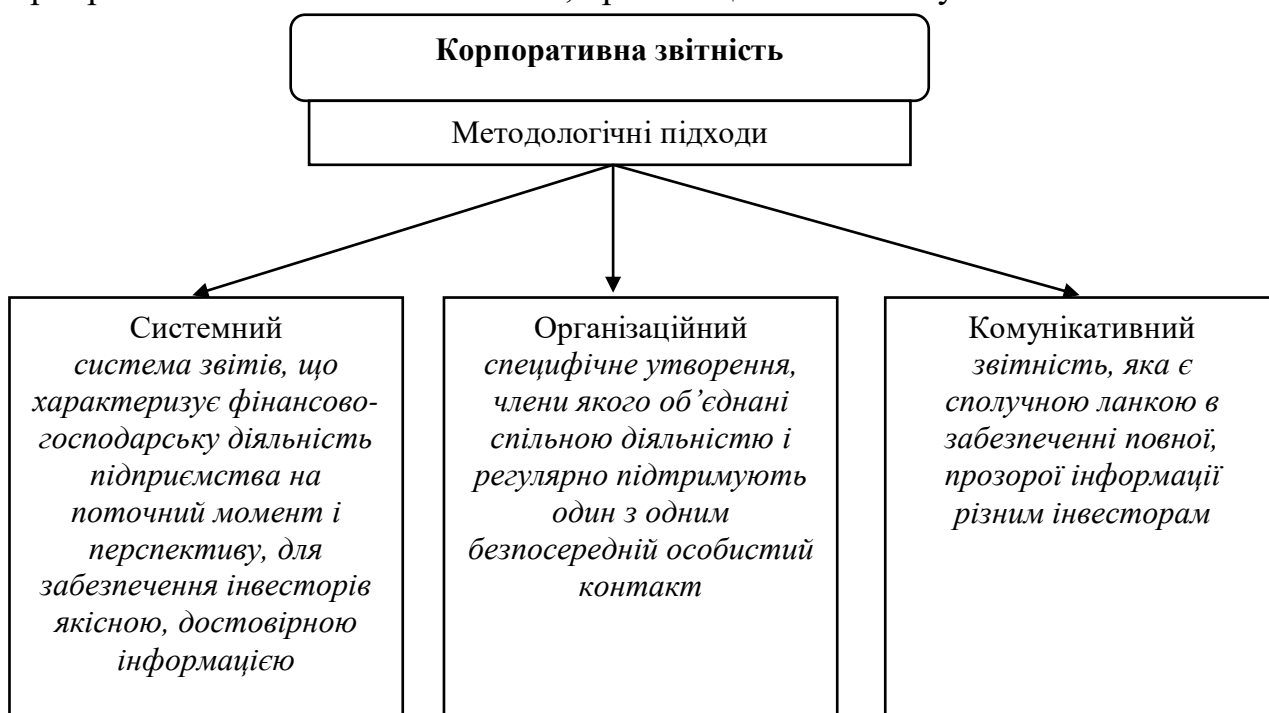 Корпоративна звітність
Методологічні підходи
Системний
система звітів, що
характеризує фінансово-
господарську діяльність
підприємства на
поточний момент і
перспективу, для
забезпечення інвесторів
якісною, достовірною
інформацією
Організаційний
специфічне утворення,
члени якого об’єднані
спільною діяльністю і
регулярно підтримують
один з одним
безпосередній особистий
контакт
Комунікативний
звітність, яка є
сполучною ланкою в
забезпеченні повної,
прозорої інформації
різним інвесторам